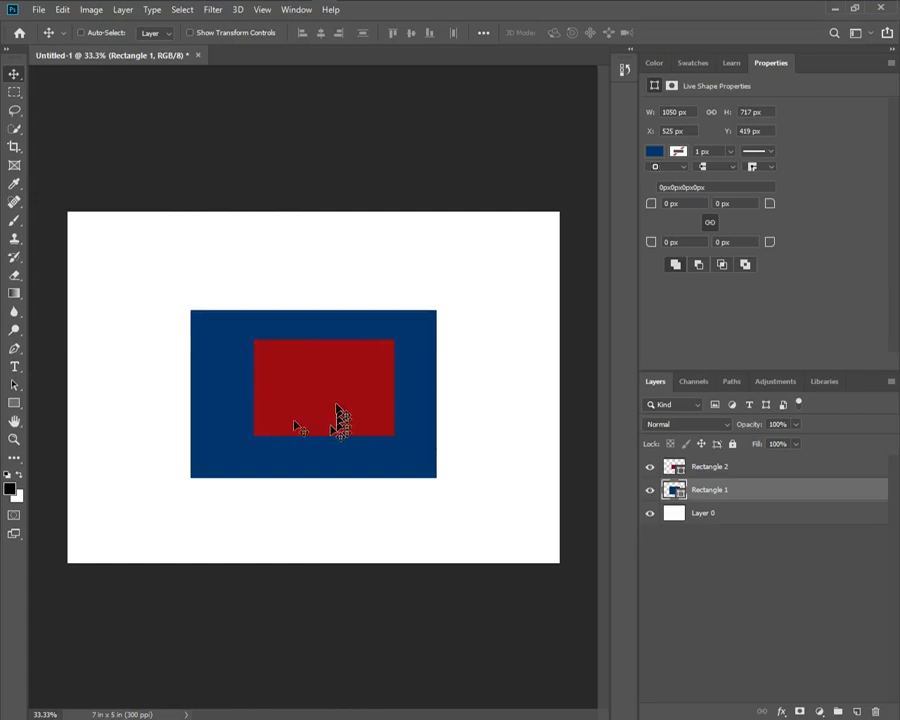 Ps File Edit Image Layer Type Select Filter 3D View Window Help
Auto-Select: Layer Show Transform Controls 3D Mode:
Untitled-1 @ 33.3% (Rectangle 1, RGB/8) *
Color Swatches Learn Properties
Live Shape Properties
W: 1050 px H: 717 px
X: 525 px Y: 419 px
1 px
0px0px0px0px
0 px 0 px
0 px 0 px
Layers Channels Paths Adjustments Libraries
Kind
Normal Opacity: 100%
Lock: Fill: 100%
Rectangle 2
Rectangle 1
Layer 0
33.33% 7 in x 5 in (300 ppi)